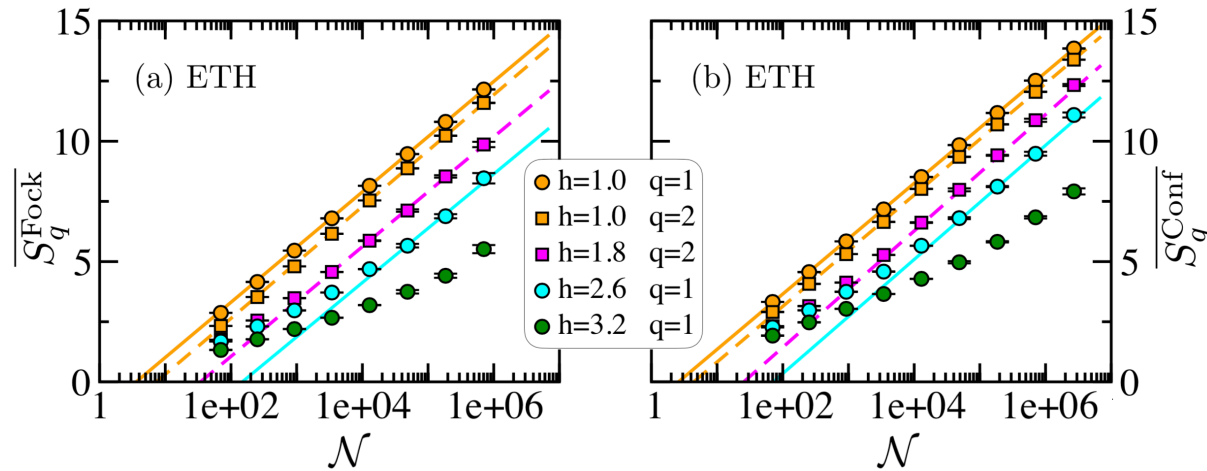 15
10
5
0
S_q^Fock
(a) ETH
1 1e+02 1e+04 1e+06
𝒩
h=1.0 q=1
h=1.0 q=2
h=1.8 q=2
h=2.6 q=1
h=3.2 q=1
(b) ETH
1 1e+02 1e+04 1e+06
𝒩
15
10
5
0
S_q^Conf